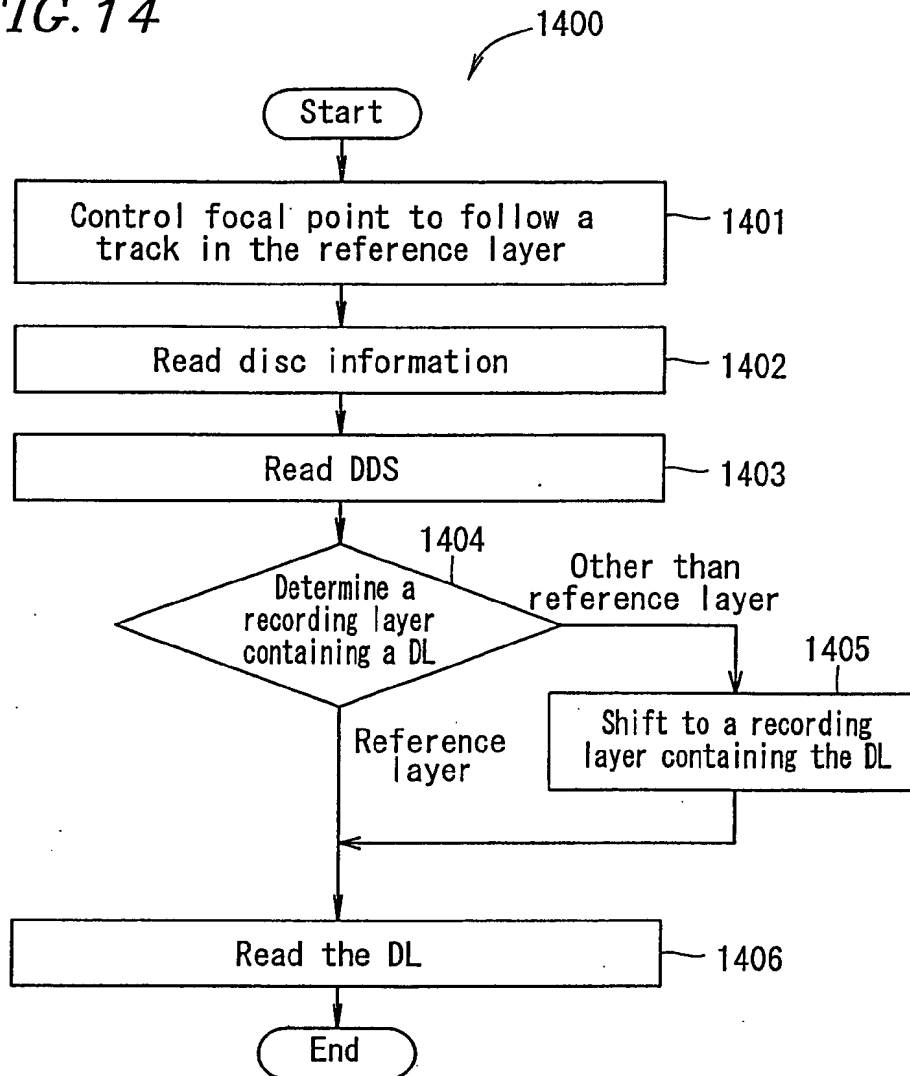 FIG. 14
1400
Start
Control focal point to follow a
track in the reference layer
1401
Read disc information
1402
Read DDS
1403
1404
Determine a
recording layer
containing a DL
Other than
reference layer
1405
Shift to a recording
layer containing the DL
Reference
layer
Read the DL
1406
End